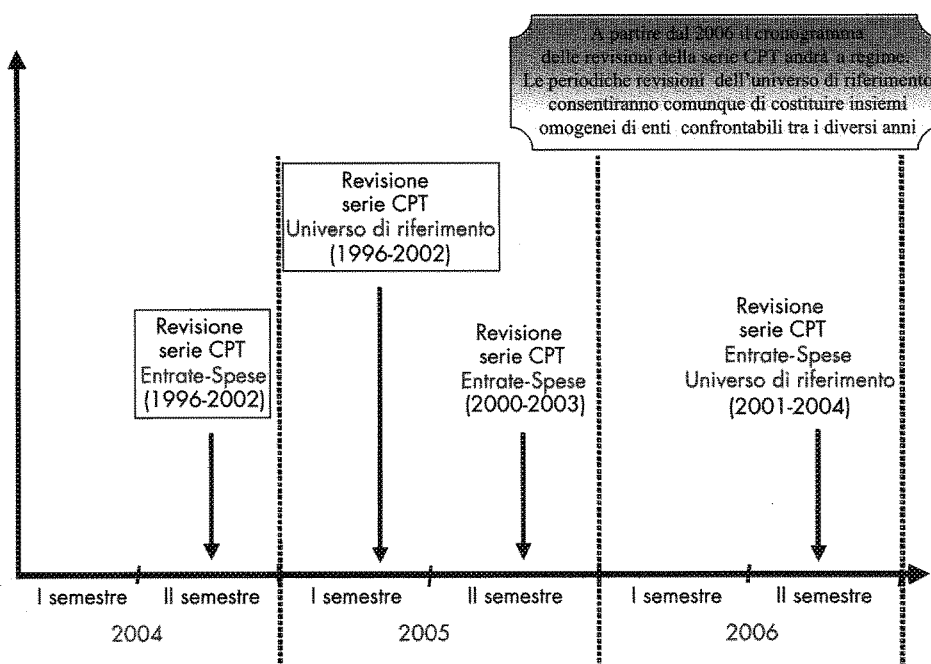 A partire dal 2006 il cronogramma
delle revisioni della serie CPT andrà a regime.
Le periodiche revisioni dell'universo di riferimento
consentiranno comunque di costituire insiemi
omogenei di enti confrontabili tra i diversi anni
Revisione
serie CPT
Universo di riferimento
(1996-2002)
Revisione
serie CPT
Entrate-Spese
(1996-2002)
Revisione
serie CPT
Entrate-Spese
(2000-2003)
Revisione
serie CPT
Entrate-Spese
Universo di riferimento
(2001-2004)
I semestre
II semestre
I semestre
II semestre
I semestre
II semestre
2004
2005
2006